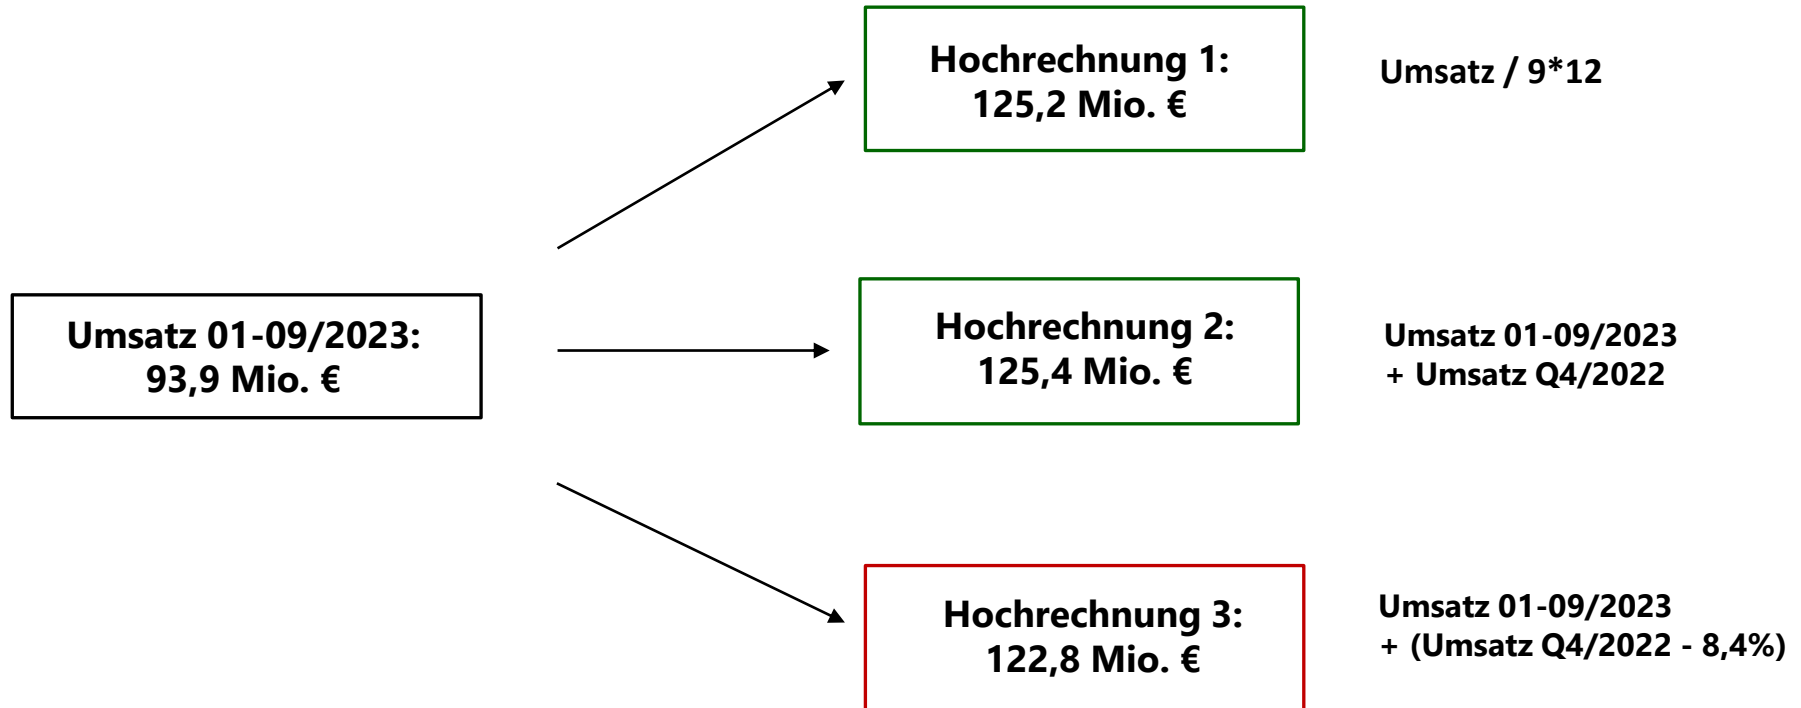 Hochrechnung 1:
125,2 Mio. €
Umsatz / 9*12
Umsatz 01-09/2023:
93,9 Mio. €
Hochrechnung 2:
125,4 Mio. €
Umsatz 01-09/2023
+ Umsatz Q4/2022
Hochrechnung 3:
122,8 Mio. €
Umsatz 01-09/2023
+ (Umsatz Q4/2022 - 8,4%)